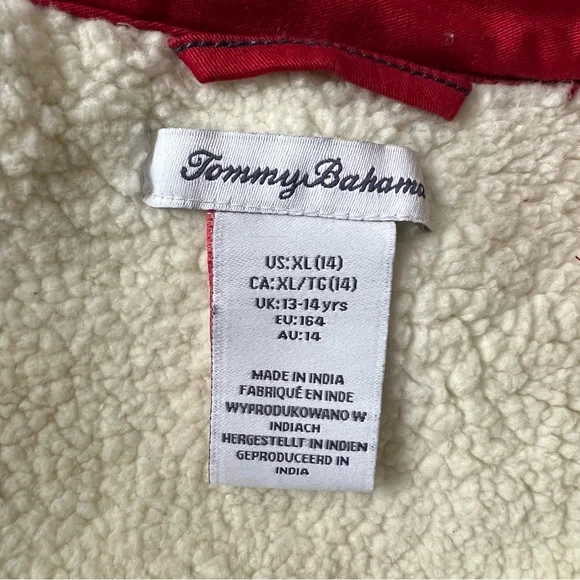 Tommy Bahama
US:XL(14)
CA:XL/TG(14)
UK:13-14 yrs
EU:164
AU:14
MADE IN INDIA
FABRIQUÉ EN INDE
WYPRODUKOWANO W
INDIACH
HERGESTELLT IN INDIEN
GEPRODUCEERD IN
INDIA